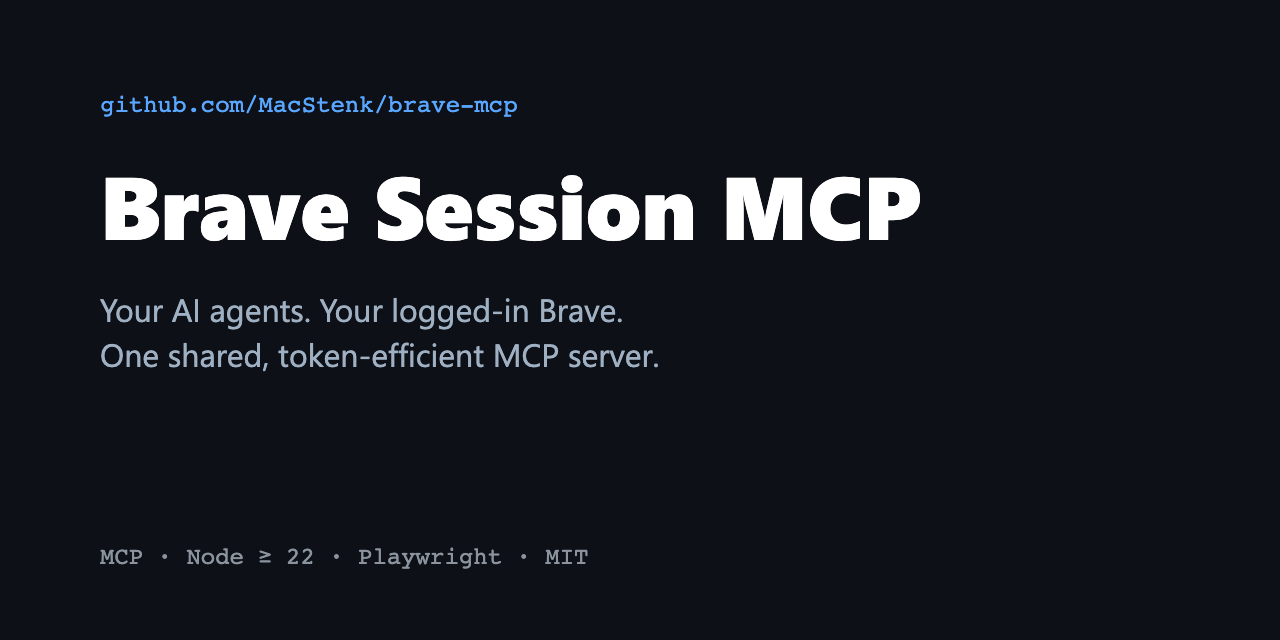 github.com/MacStenk/brave-mcp
Brave Session MCP
Your AI agents. Your logged-in Brave.
One shared, token-efficient MCP server.
MCP · Node ≥ 22 · Playwright · MIT